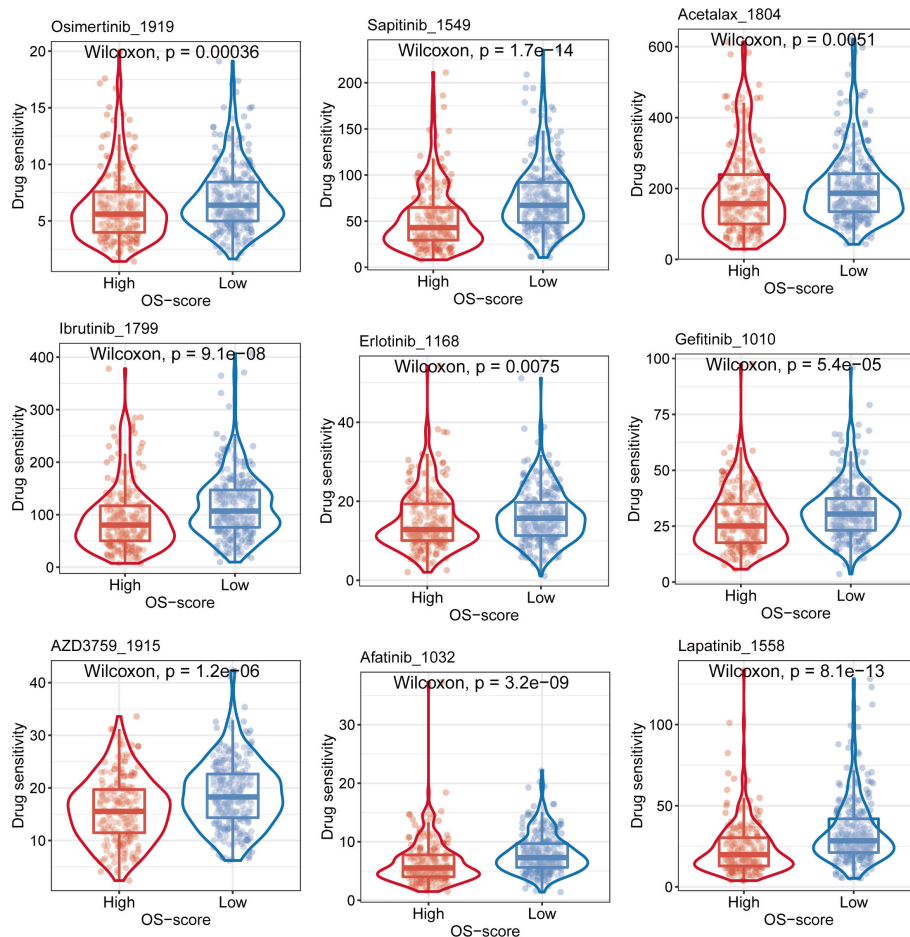 Osimertinib_1919
Wilcoxon, p = 0.00036
Drug sensitivity
20
15
10
5
High
Low
OS−score
Sapitinib_1549
Wilcoxon, p = 1.7e−14
Drug sensitivity
200
150
100
50
0
High
Low
OS−score
Acetalax_1804
Wilcoxon, p = 0.0051
Drug sensitivity
600
400
200
0
High
Low
OS−score
Ibrutinib_1799
Wilcoxon, p = 9.1e−08
Drug sensitivity
400
300
200
100
0
High
Low
OS−score
Erlotinib_1168
Wilcoxon, p = 0.0075
Drug sensitivity
40
20
0
High
Low
OS−score
Gefitinib_1010
Wilcoxon, p = 5.4e−05
Drug sensitivity
100
75
50
25
0
High
Low
OS−score
AZD3759_1915
Wilcoxon, p = 1.2e−06
Drug sensitivity
40
30
20
10
High
Low
OS−score
Afatinib_1032
Wilcoxon, p = 3.2e−09
Drug sensitivity
30
20
10
0
High
Low
OS−score
Lapatinib_1558
Wilcoxon, p = 8.1e−13
Drug sensitivity
100
50
0
High
Low
OS−score